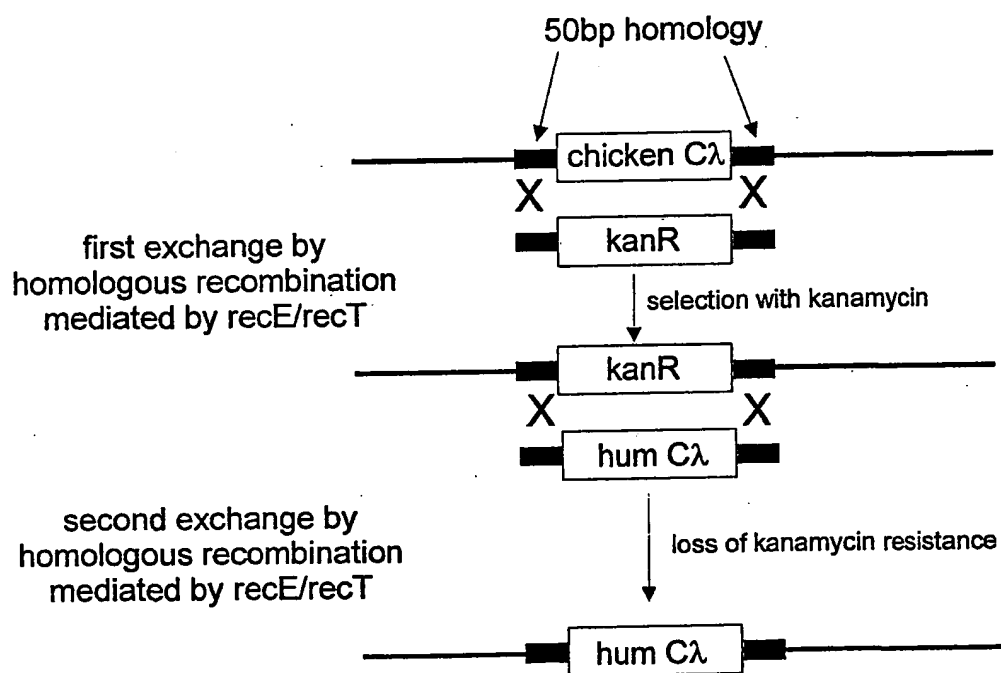 50bp homology
chicken Cλ
X X
kanR
first exchange by
homologous recombination
mediated by recE/recT
selection with kanamycin
kanR
X X
hum Cλ
second exchange by
homologous recombination
mediated by recE/recT
loss of kanamycin resistance
hum Cλ